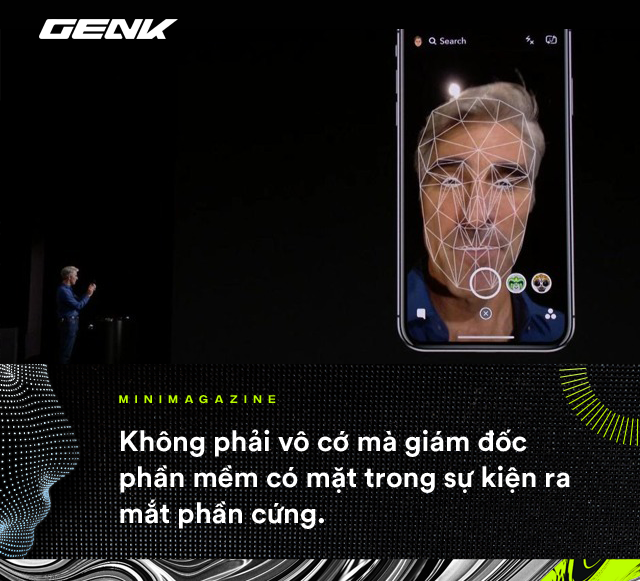 GENK
Search
MINIMAGAZINE
Không phải vô cớ mà giám đốc
phần mềm có mặt trong sự kiện ra
mắt phần cứng.